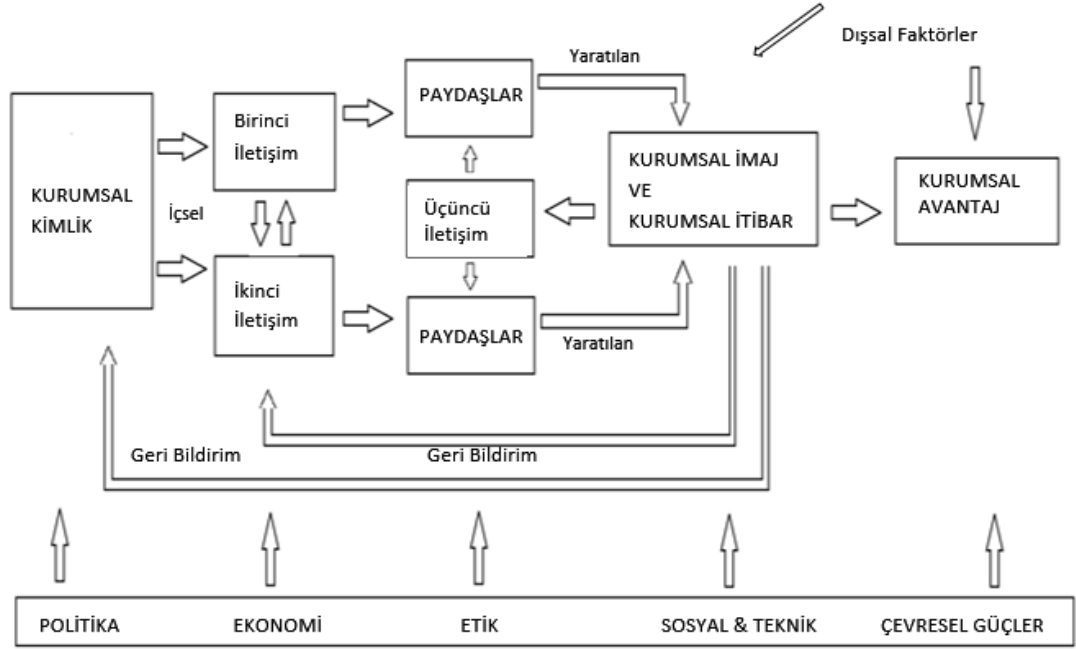 Dışsal Faktörler
Yaratılan
PAYDAŞLAR
Birinci
İletişim
KURUMSAL
KİMLİK
İçsel
Üçüncü
İletişim
KURUMSAL İMAJ
VE
KURUMSAL İTİBAR
KURUMSAL
AVANTAJ
İkinci
İletişim
PAYDAŞLAR
Yaratılan
Geri Bildirim
Geri Bildirim
POLİTİKA
EKONOMİ
ETİK
SOSYAL & TEKNİK
ÇEVRESEL GÜÇLER